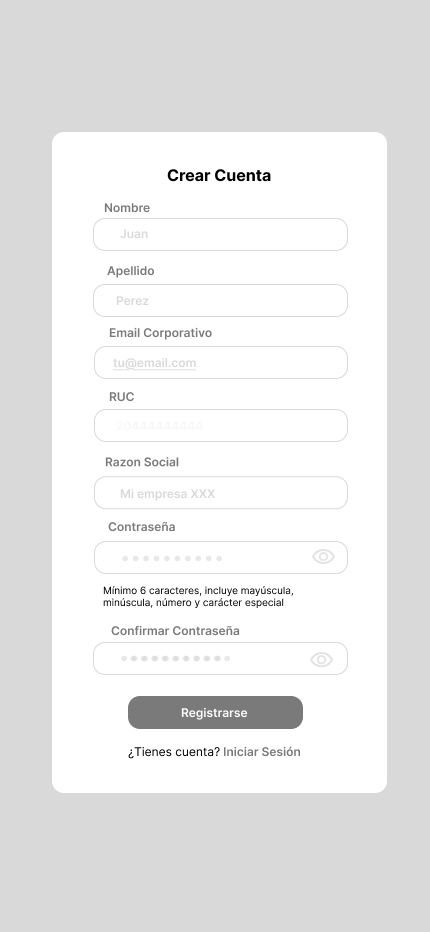 Crear Cuenta
Nombre
Juan
Apellido
Perez
Email Corporativo
tu@email.com
RUC
20444444444
Razon Social
Mi empresa XXX
Contraseña
Mínimo 6 caracteres, incluye mayúscula,
minúscula, número y carácter especial
Confirmar Contraseña
Registrarse
¿Tienes cuenta? Iniciar Sesión